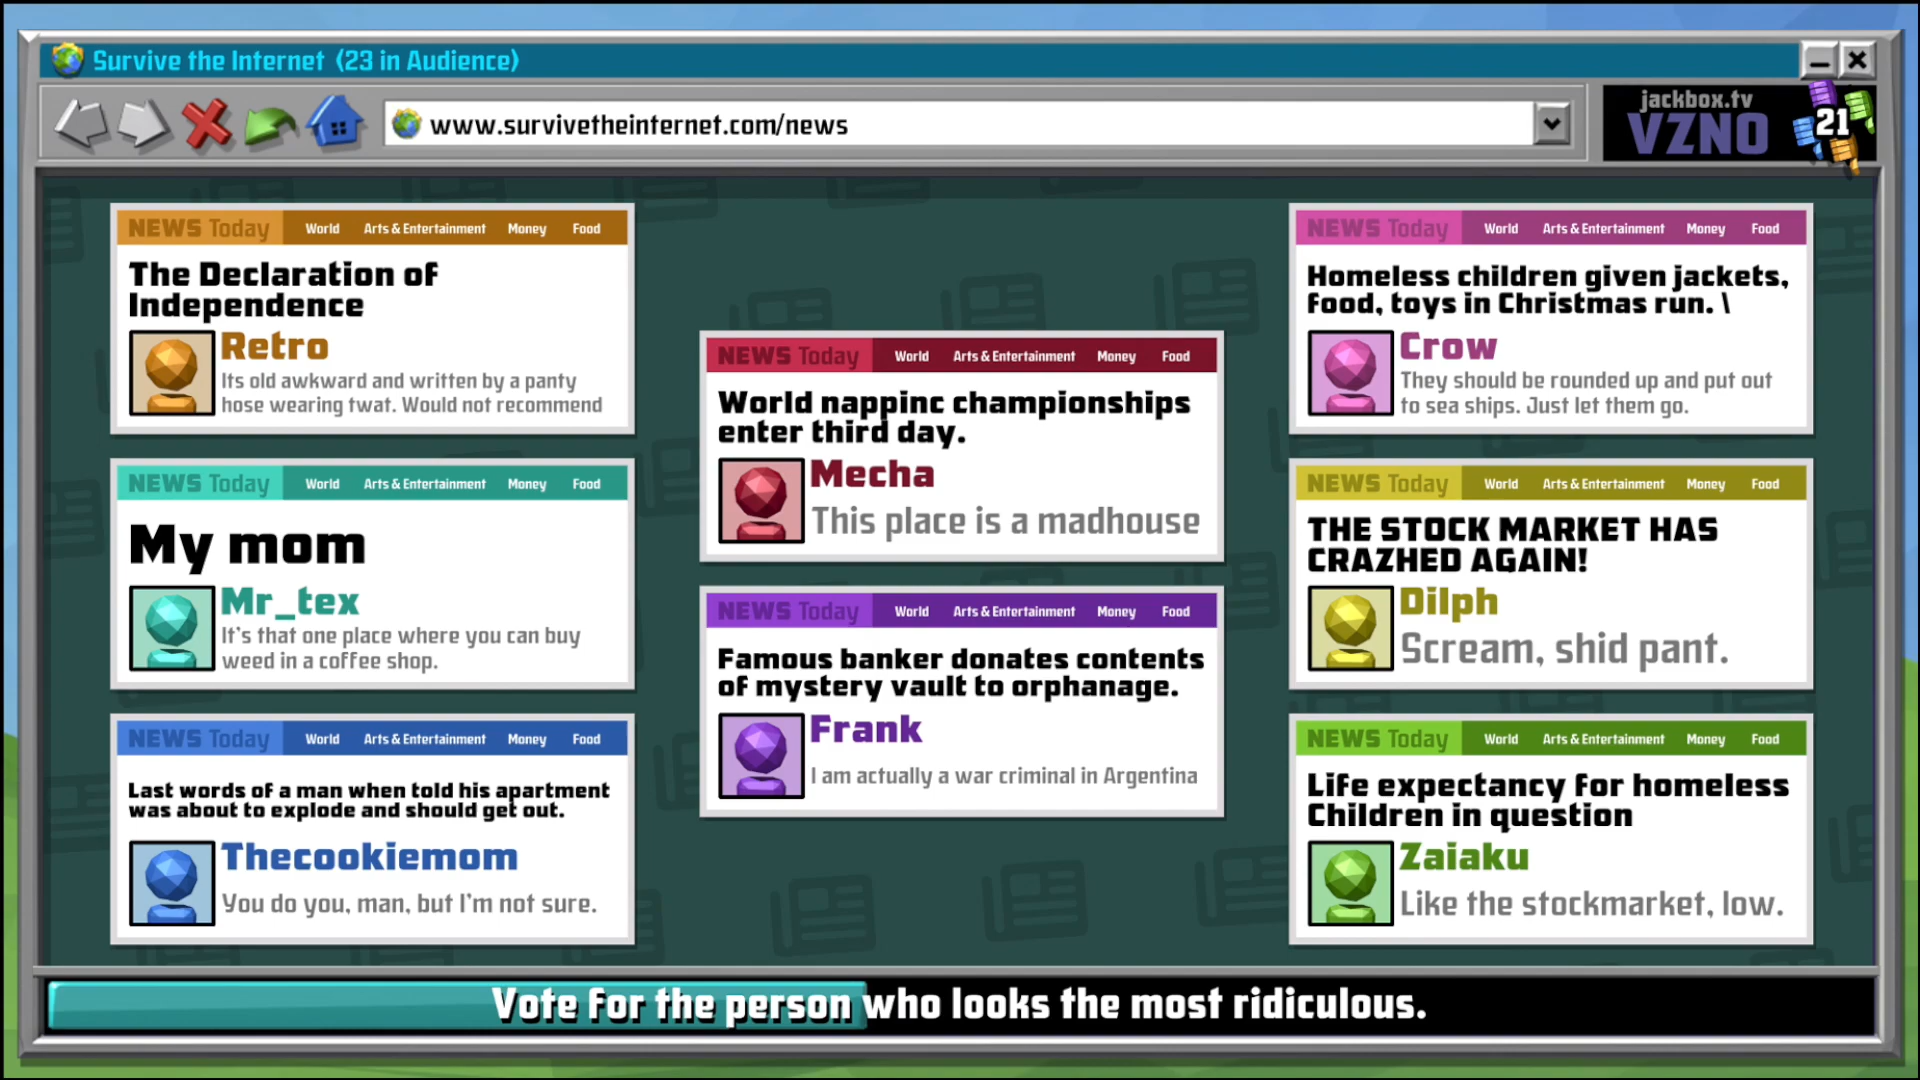 Survive the Internet (23 in Audience)
www.survivetheinternet.com/news
jackbox.tv
VZNO
21
NEWS Today World Arts & Entertainment Money Food
The Declaration of
Independence
Retro
Its old awkward and written by a panty
hose wearing twat. Would not recommend
NEWS Today World Arts & Entertainment Money Food
My mom
Mr_tex
It's that one place where you can buy
weed in a coffee shop.
NEWS Today World Arts & Entertainment Money Food
Last words of a man when told his apartment
was about to explode and should get out.
Thecookiemom
You do you, man, but I'm not sure.
NEWS Today World Arts & Entertainment Money Food
World nappinc championships
enter third day.
Mecha
This place is a madhouse
NEWS Today World Arts & Entertainment Money Food
Famous banker donates contents
of mystery vault to orphanage.
Frank
I am actually a war criminal in Argentina
NEWS Today World Arts & Entertainment Money Food
Homeless children given jackets,
food, toys in Christmas run. \
Crow
They should be rounded up and put out
to sea ships. Just let them go.
NEWS Today World Arts & Entertainment Money Food
THE STOCK MARKET HAS
CRAZHED AGAIN!
Dilph
Scream, shid pant.
NEWS Today World Arts & Entertainment Money Food
Life expectancy for homeless
Children in question
Zaiaku
Like the stockmarket, low.
Vote for the person who looks the most ridiculous.